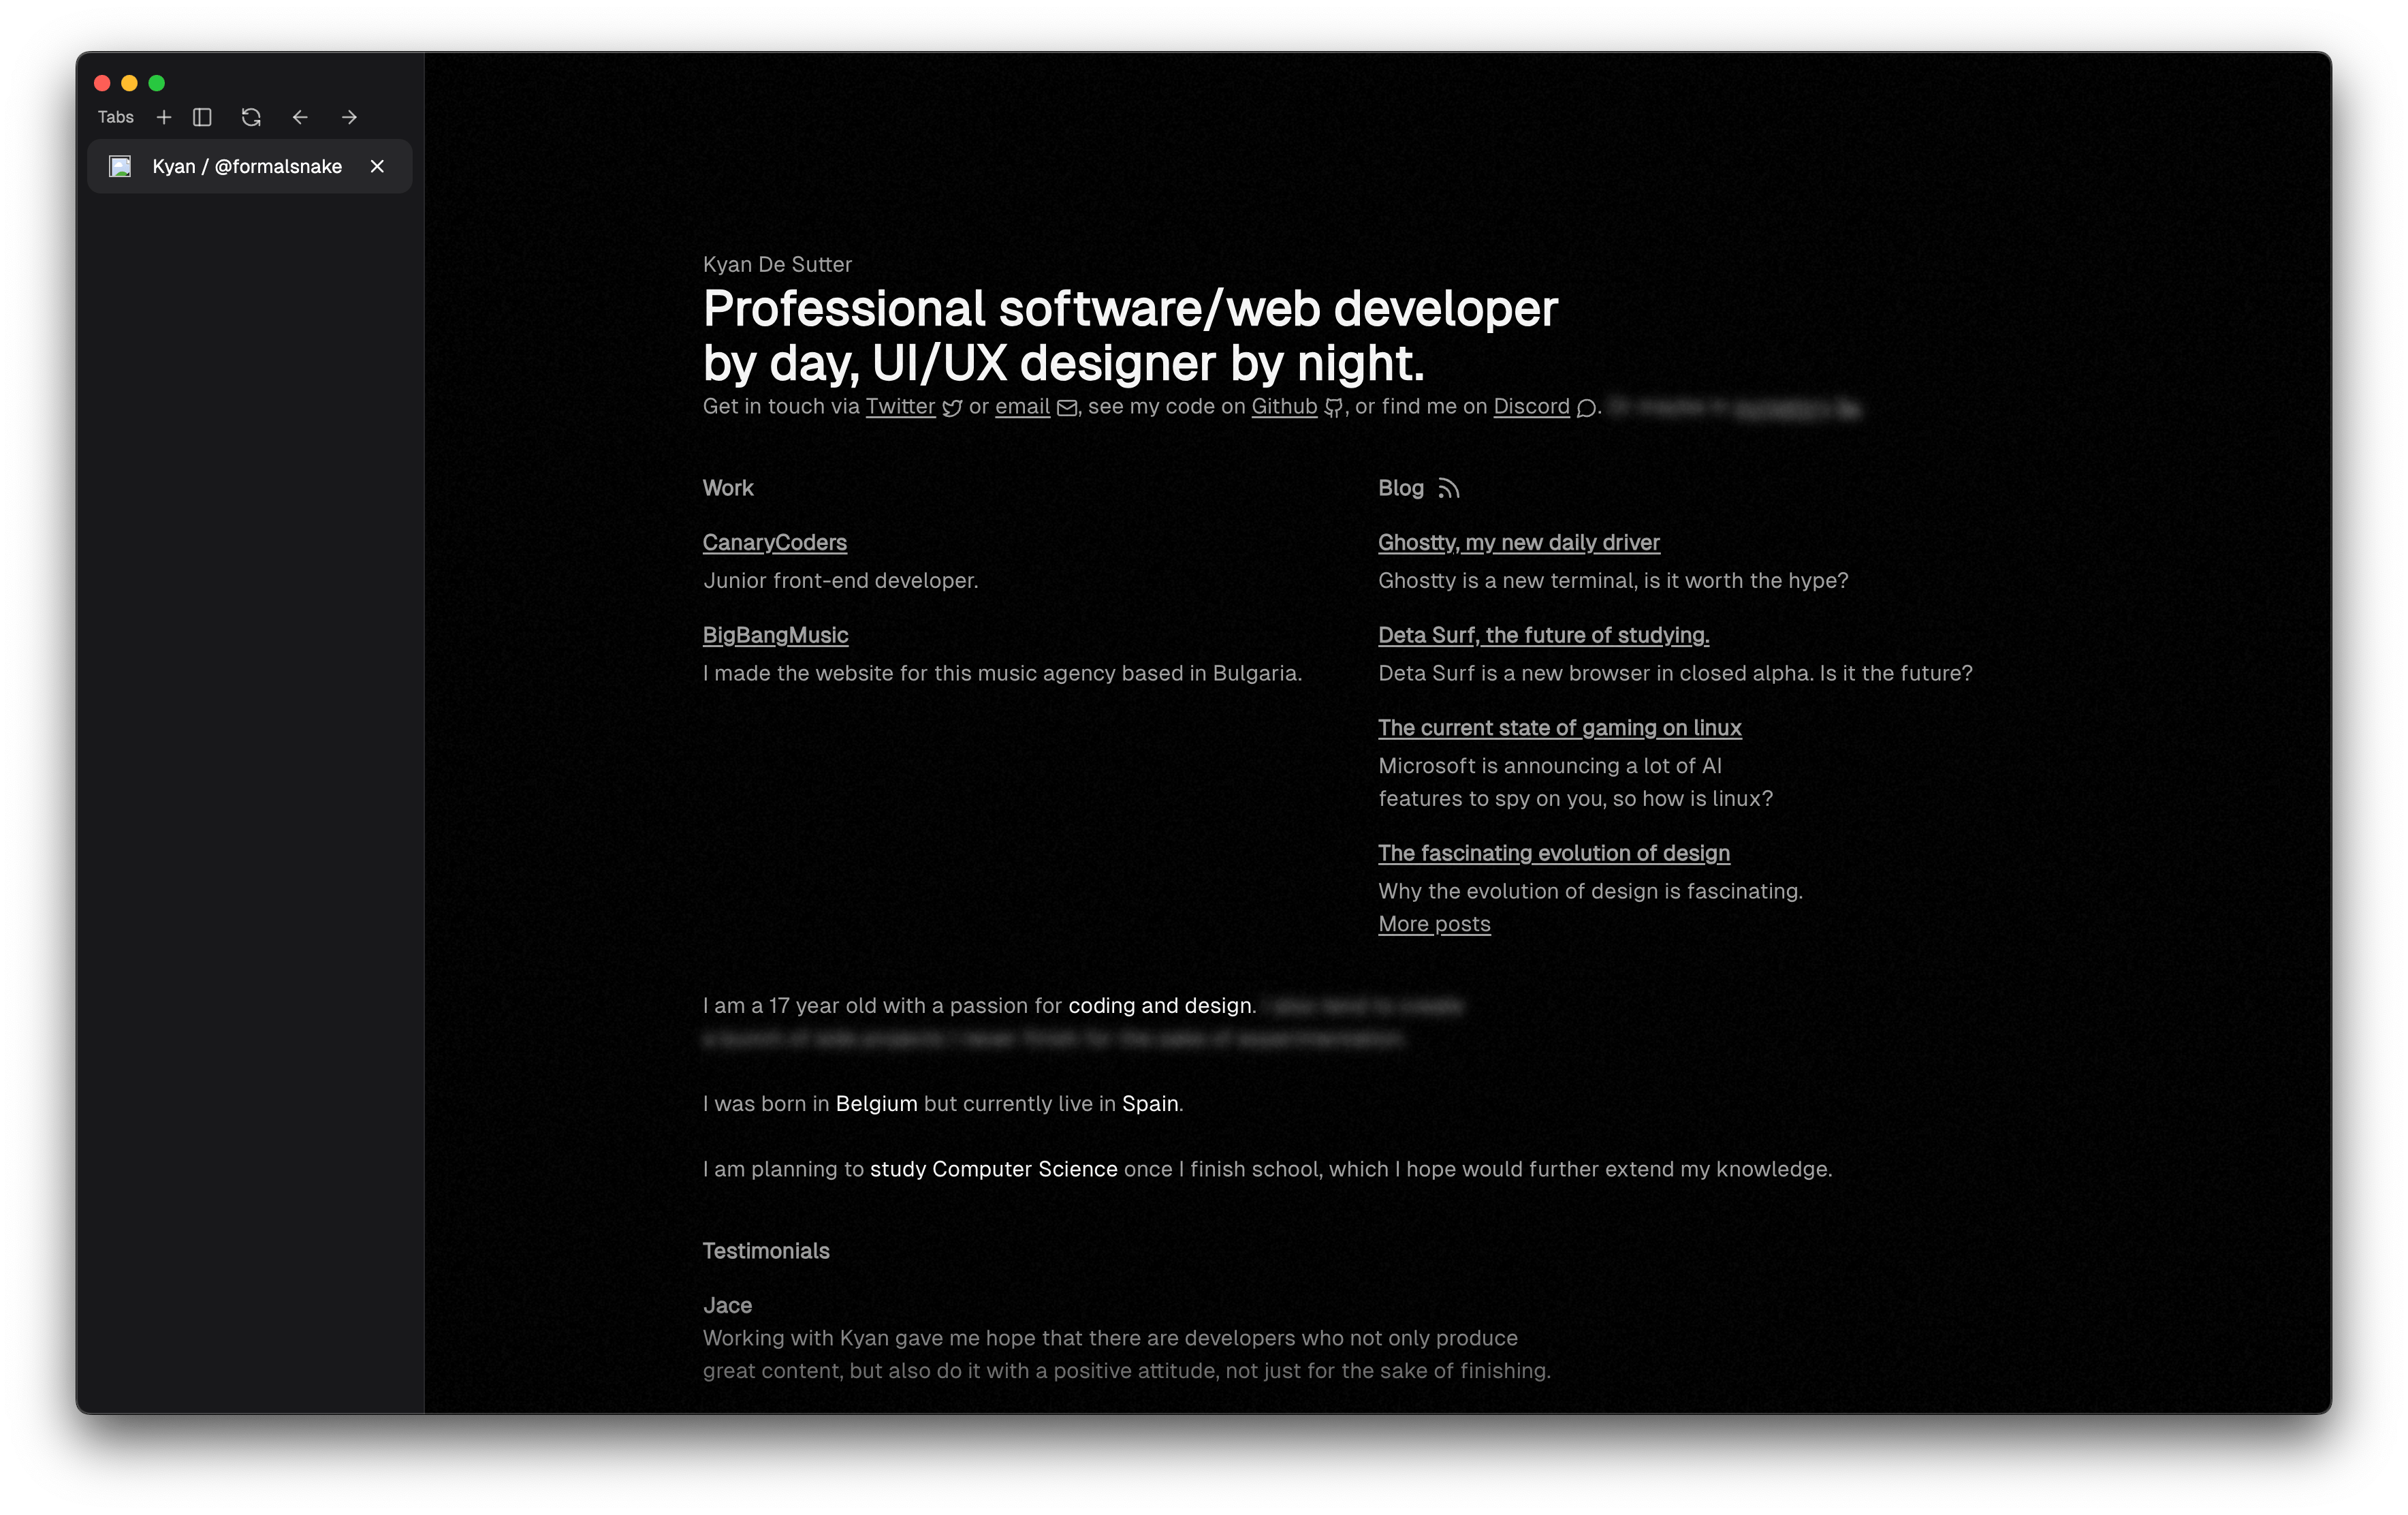 Tabs
Kyan / @formalsnake
Kyan De Sutter
Professional software/web developer
by day, UI/UX designer by night.
Get in touch via Twitter or email, see my code on Github, or find me on Discord.
Work
CanaryCoders
Junior front-end developer.
BigBangMusic
I made the website for this music agency based in Bulgaria.
Blog
Ghostty, my new daily driver
Ghostty is a new terminal, is it worth the hype?
Deta Surf, the future of studying.
Deta Surf is a new browser in closed alpha. Is it the future?
The current state of gaming on linux
Microsoft is announcing a lot of AI
features to spy on you, so how is linux?
The fascinating evolution of design
Why the evolution of design is fascinating.
More posts
I am a 17 year old with a passion for coding and design.
I was born in Belgium but currently live in Spain.
I am planning to study Computer Science once I finish school, which I hope would further extend my knowledge.
Testimonials
Jace
Working with Kyan gave me hope that there are developers who not only produce
great content, but also do it with a positive attitude, not just for the sake of finishing.